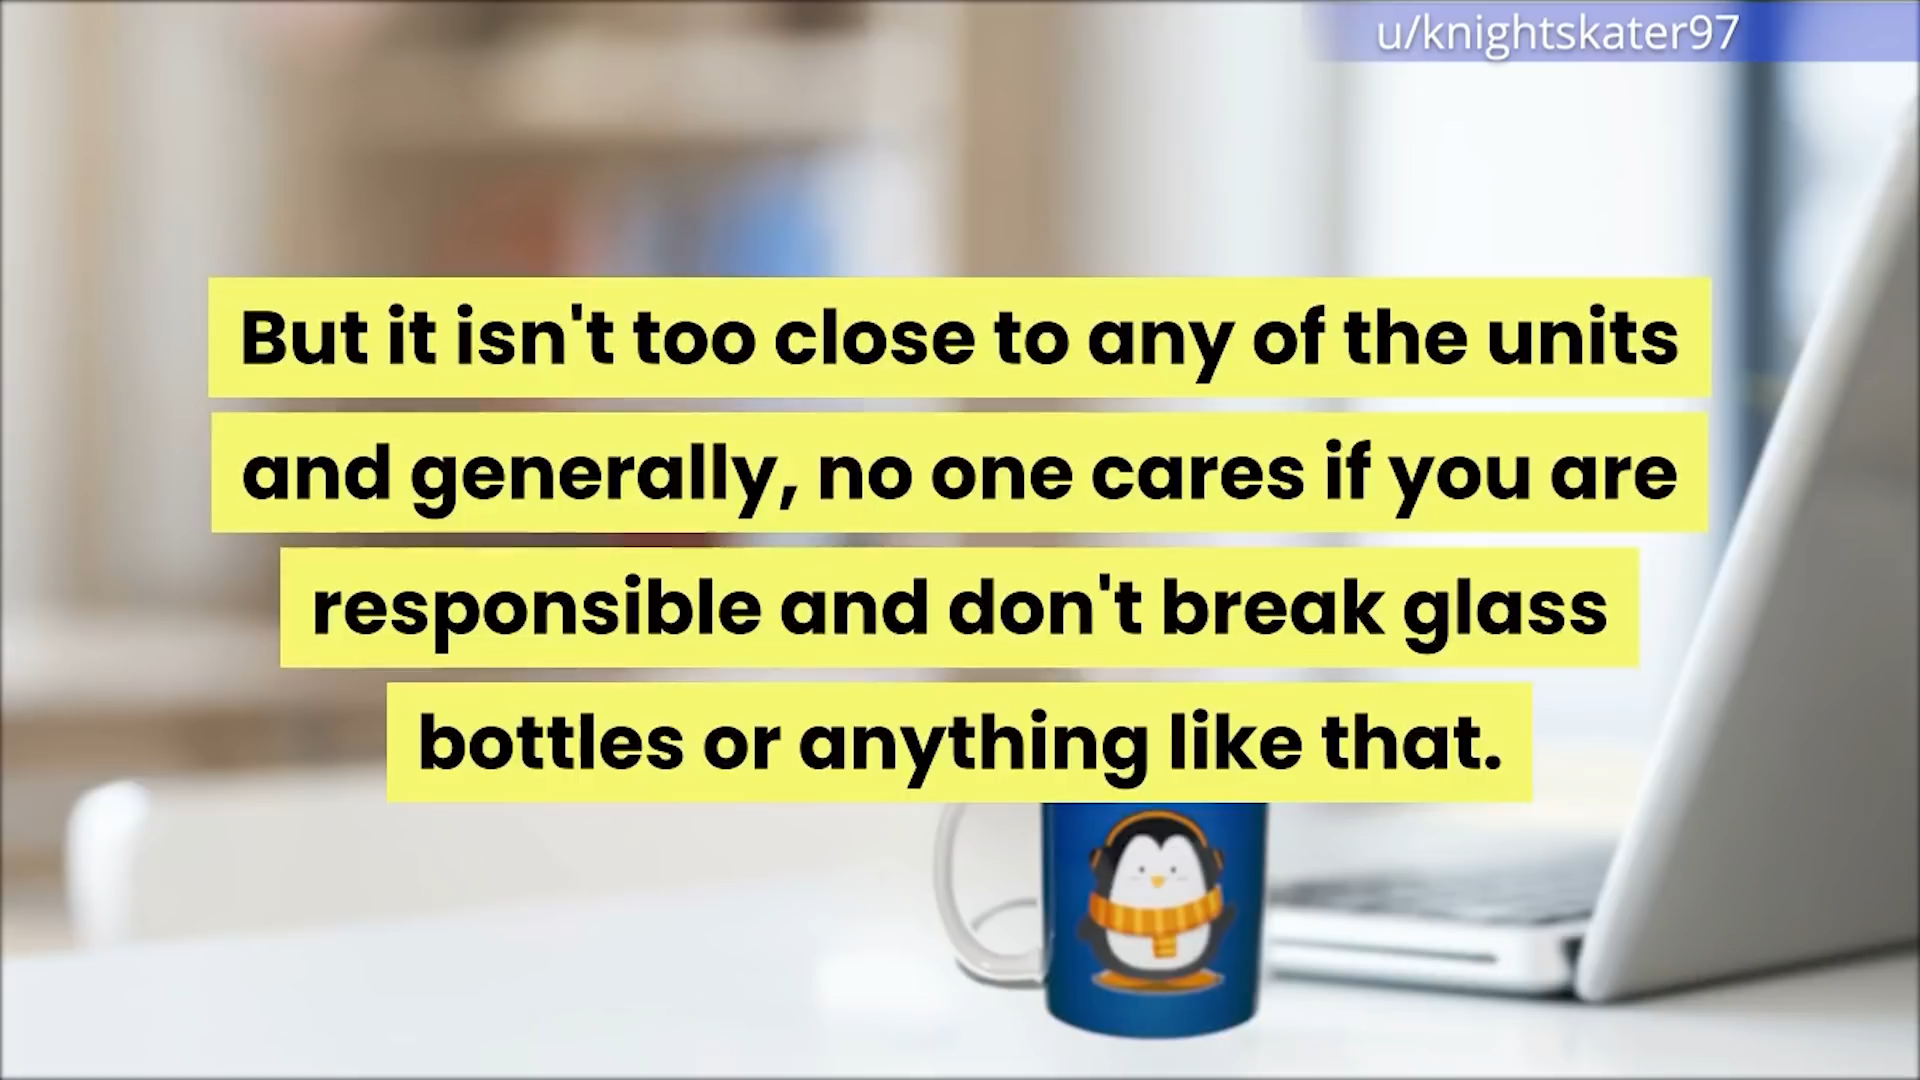 u/knightskater97
But it isn't too close to any of the units
and generally, no one cares if you are
responsible and don't break glass
bottles or anything like that.